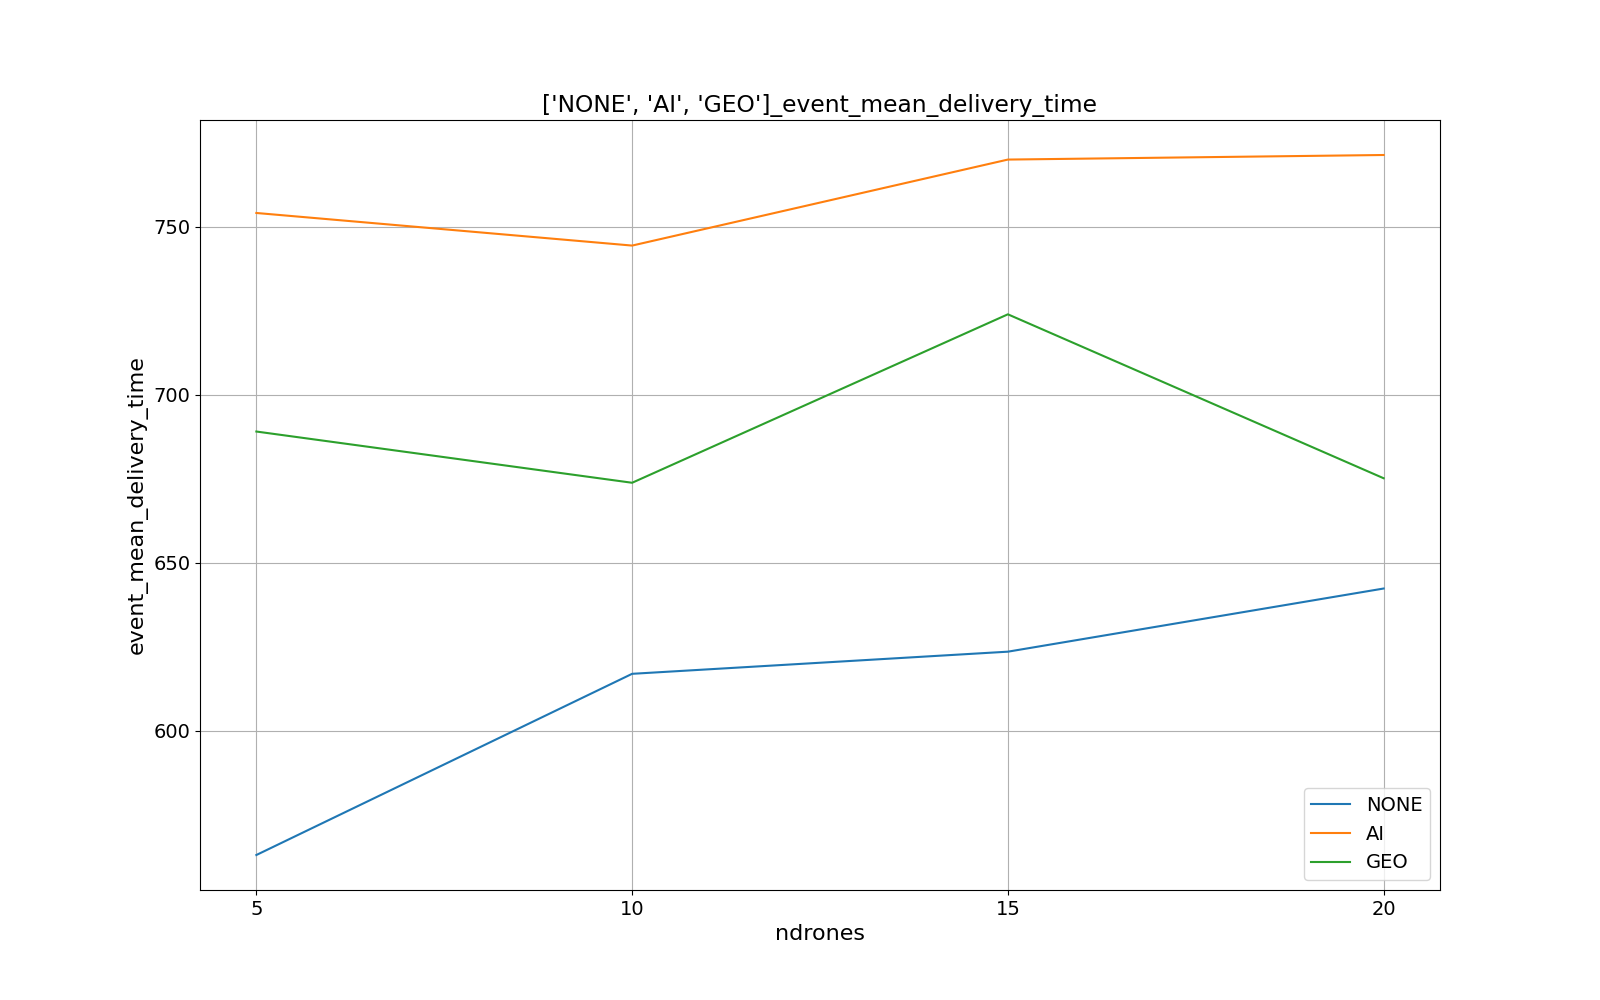 ['NONE', 'AI', 'GEO']_event_mean_delivery_time
event_mean_delivery_time
750
700
650
600
5
10
15
20
ndrones
NONE
AI
GEO